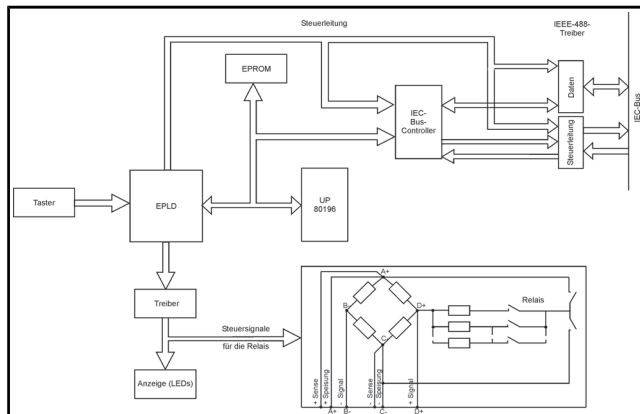 Steuerleitung
IEEE-488-
Treiber
EPROM
Daten
IEC-
Bus-
Controller
Steuerleitung
IEC-Bus
Taster
EPLD
UP
80196
Treiber
Steuersignale
für die Relais
Anzeige (LEDs)
A+
B-
D+
C-
Relais
+ Sense
+ Speisung
- Signal
- Sense
- Speisung
+ Signal
A+
B-
C-
D+